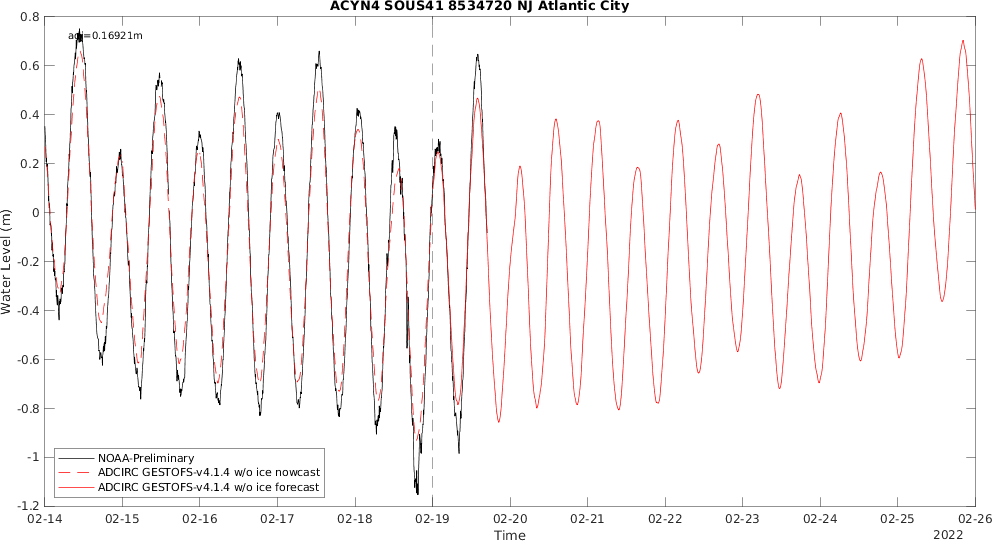 ACYN4 SOUS41 8534720 NJ Atlantic City
=0.16921m
Water Level (m)
0.8
0.6
0.4
0.2
0
-0.2
-0.4
-0.6
-0.8
-1
-1.2
NOAA-Preliminary
ADCIRC GESTOFS-v4.1.4 w/o ice nowcast
ADCIRC GESTOFS-v4.1.4 w/o ice forecast
02-14 02-15 02-16 02-17 02-18 02-19 02-20 02-21 02-22 02-23 02-24 02-25 02-26
Time
2022